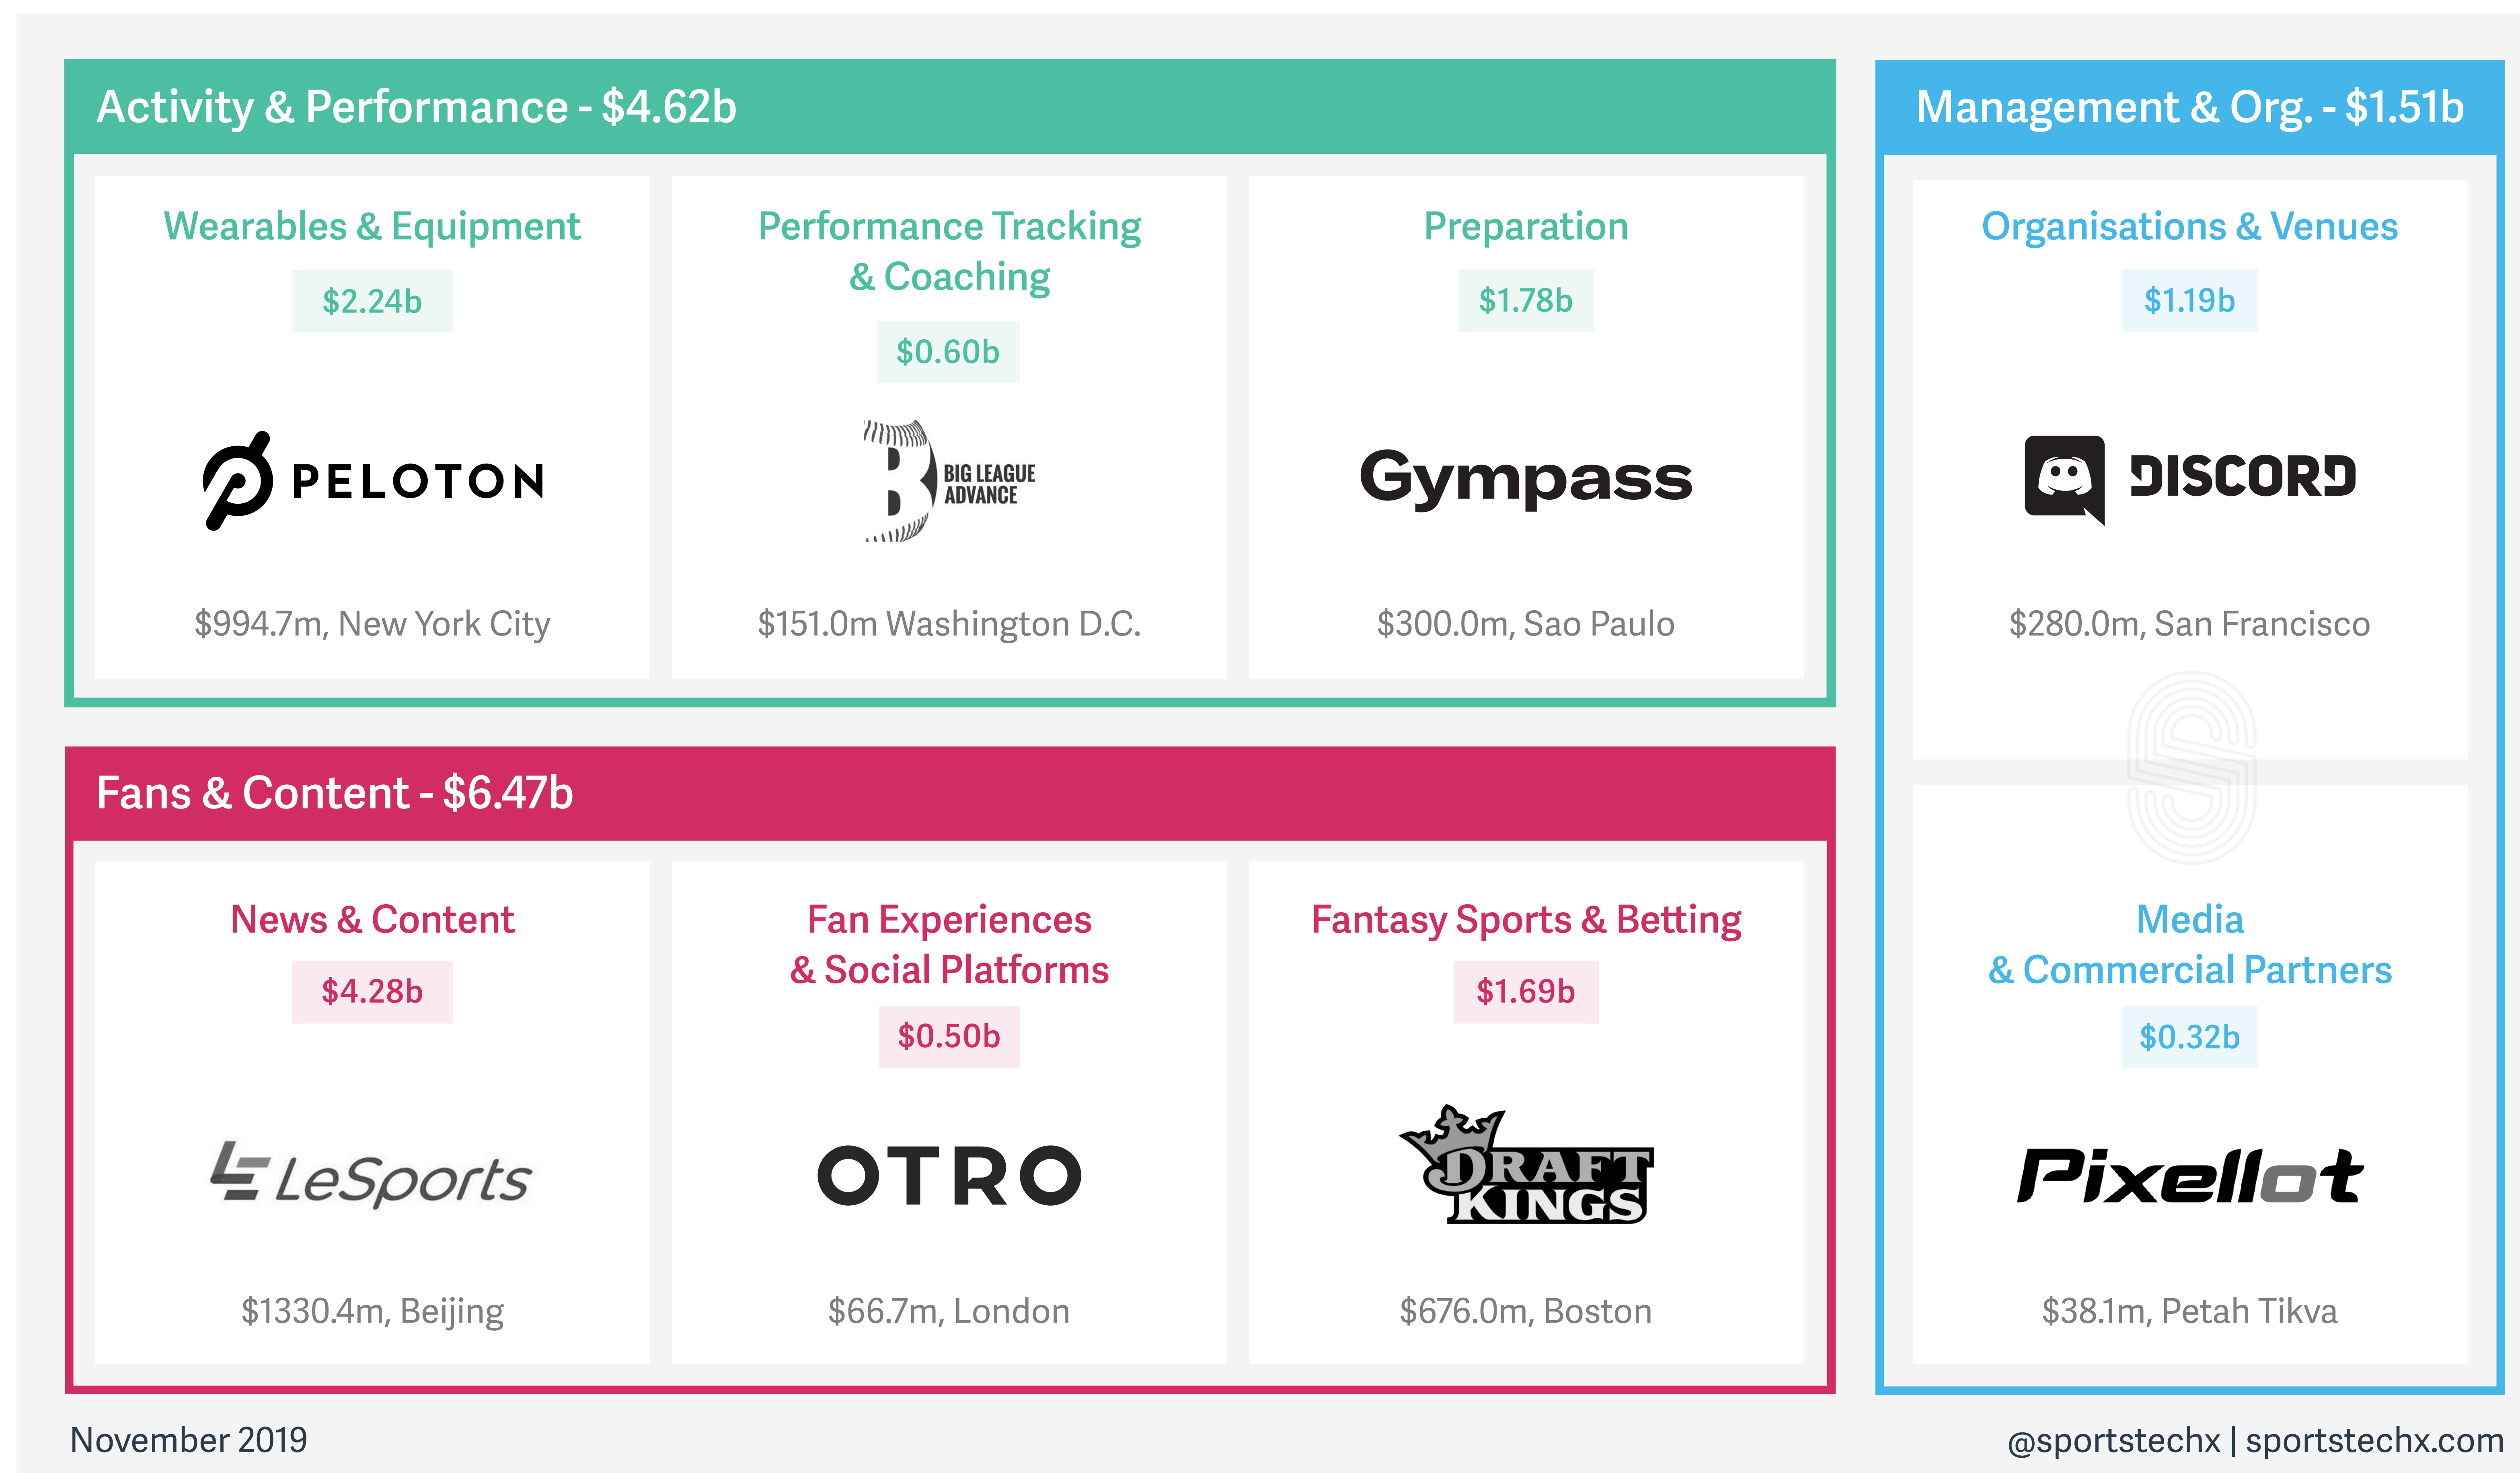 Activity & Performance - $4.62b
Wearables & Equipment
$2.24b
PELOTON
$994.7m, New York City
Performance Tracking
& Coaching
$0.60b
B
BIG LEAGUE
ADVANCE
$151.0m Washington D.C.
Preparation
$1.78b
Gympass
$300.0m, Sao Paulo
Management & Org. - $1.51b
Organisations & Venues
$1.19b
DISCORD
$280.0m, San Francisco
Media
& Commercial Partners
$0.32b
Pixellot
$38.1m, Petah Tikva
Fans & Content - $6.47b
News & Content
$4.28b
LE LeSports
$1330.4m, Beijing
Fan Experiences
& Social Platforms
$0.50b
OTRO
$66.7m, London
Fantasy Sports & Betting
$1.69b
DRAFT
KINGS
$676.0m, Boston
November 2019
@sportstechx | sportstechx.com